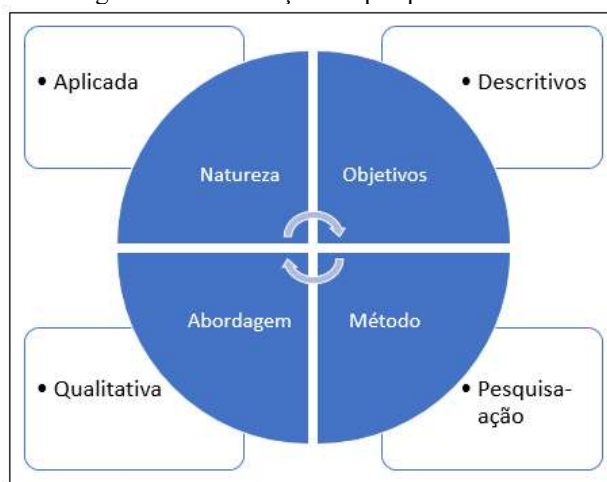 • Aplicada
• Descritivos
Natureza
Objetivos
Abordagem
Método
• Qualitativa
• Pesquisa-
ação